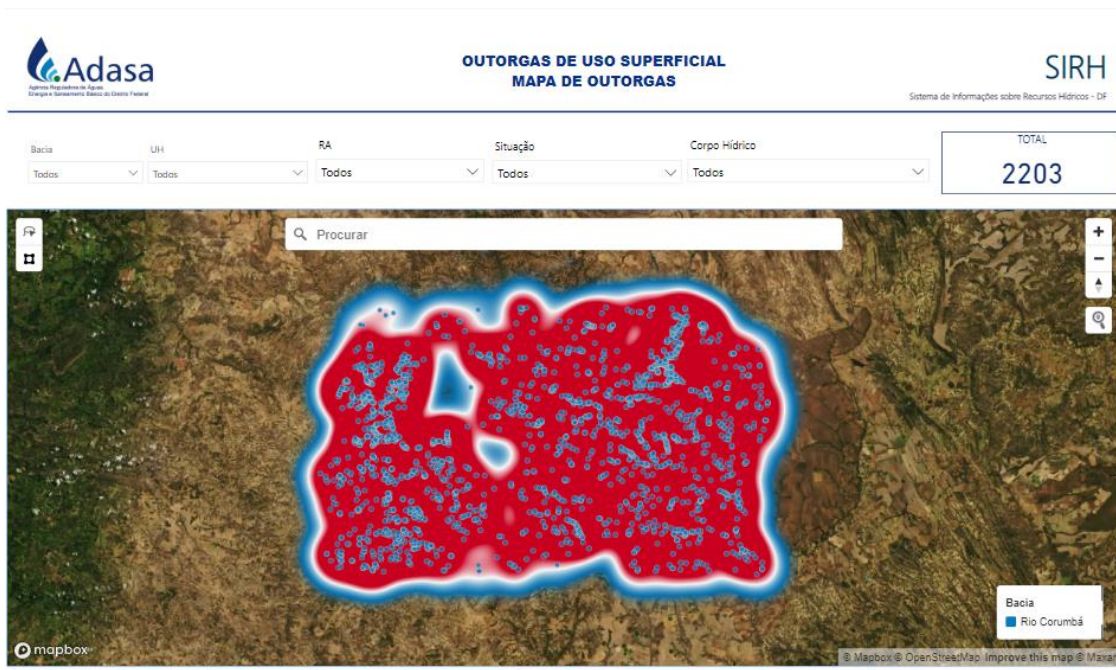 Adasa
Agência Reguladora de Águas,
Energia e Saneamento Básico do Distrito Federal
OUTORGAS DE USO SUPERFICIAL
MAPA DE OUTORGAS
SIRH
Sistema de Informações sobre Recursos Hídricos - DF
Bacia
Todos
UH
Todos
RA
Todos
Situação
Todos
Corpo Hídrico
Todos
TOTAL
2203
Procurar
Bacia
Rio Corumbá
mapbox
© Mapbox © OpenStreetMap Improve this map © Maxar